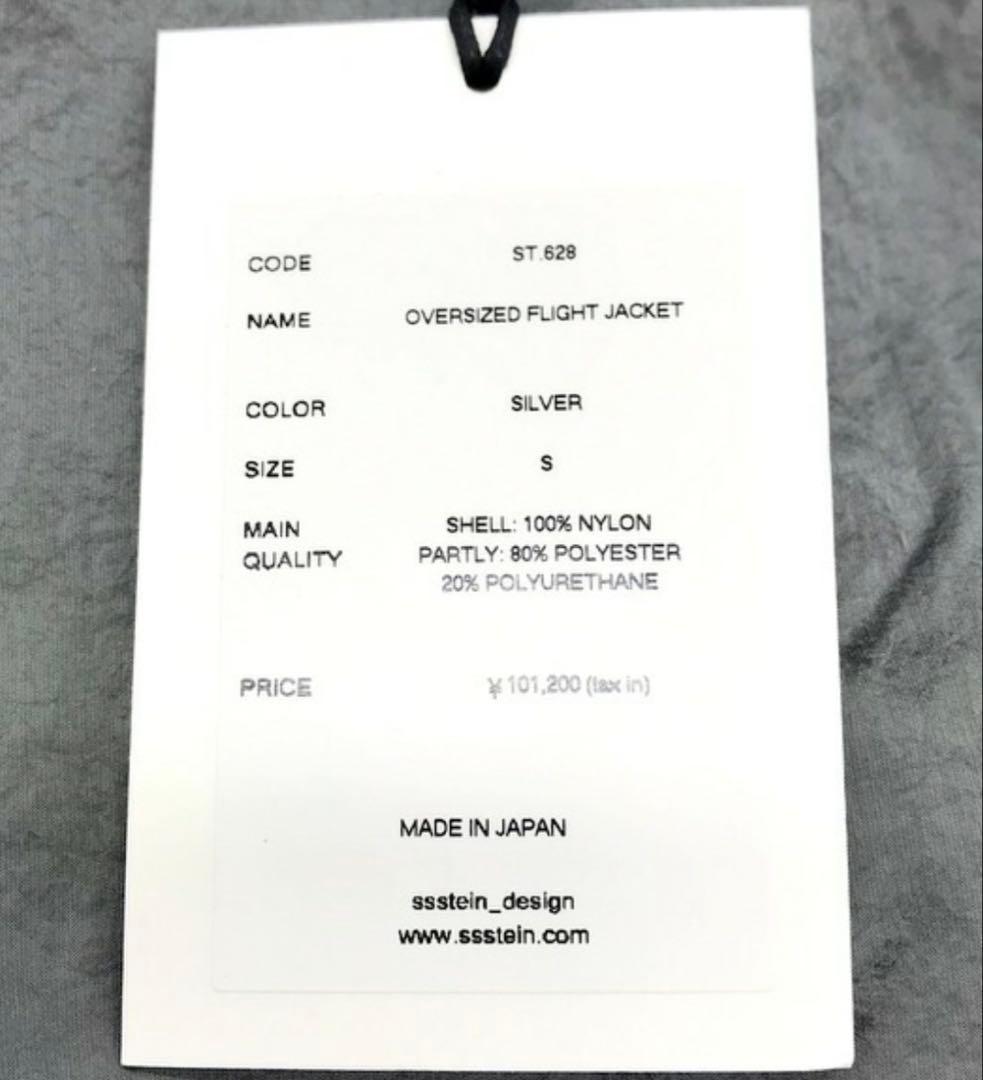 CODE ST.628
NAME OVERSIZED FLIGHT JACKET
COLOR SILVER
SIZE S
MAIN SHELL: 100% NYLON
QUALITY PARTLY: 80% POLYESTER
20% POLYURETHANE
PRICE ¥101,200 (tax in)
MADE IN JAPAN
ssstein_design
www.ssstein.com